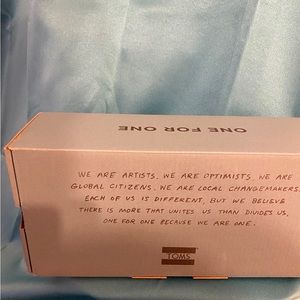 ONE FOR ONE
WE ARE ARTISTS. WE ARE OPTIMISTS. WE ARE
GLOBAL CITIZENS. WE ARE LOCAL CHANGEMAKERS.
EACH OF US IS DIFFERENT, BUT WE BELIEVE
THERE IS MORE THAT UNITES US THAN DIVIDES US.
ONE FOR ONE BECAUSE WE ARE ONE.
TOMS